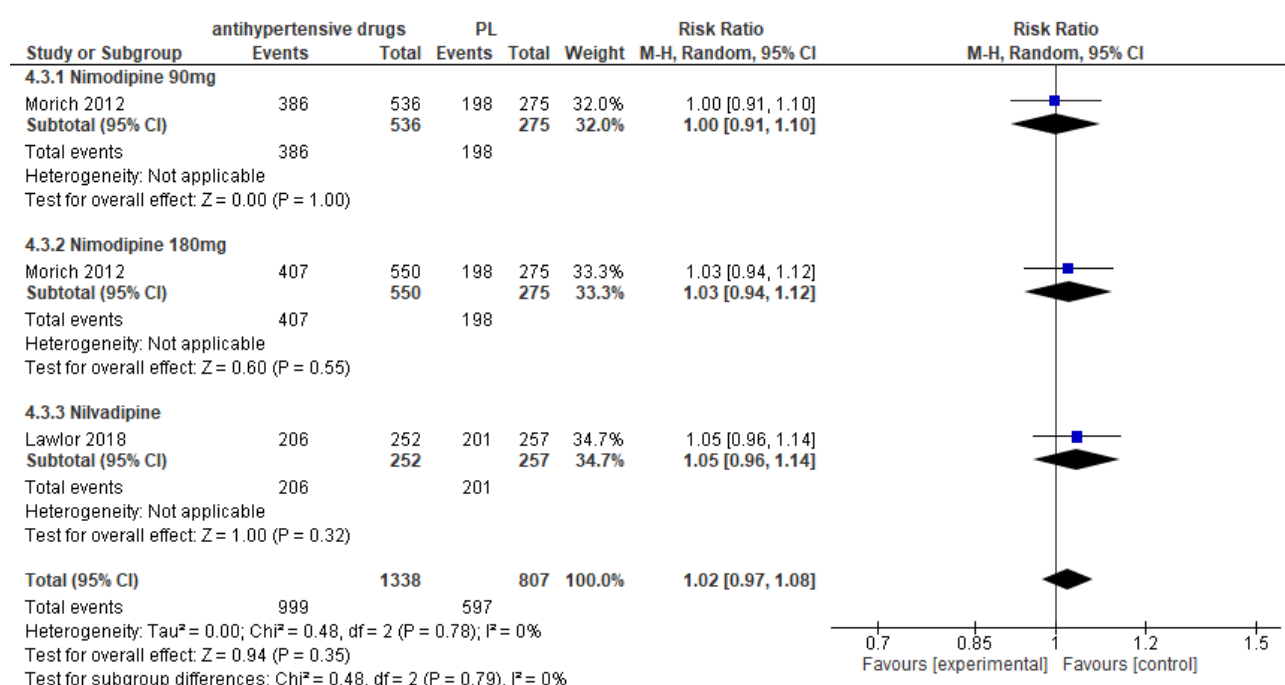 antihypertensive drugs PL Risk Ratio Risk Ratio
Study or Subgroup Events Total Events Total Weight M-H, Random, 95% CI M-H, Random, 95% CI
4.3.1 Nimodipine 90mg
Morich 2012 386 536 198 275 32.0% 1.00 [0.91, 1.10]
Subtotal (95% CI) 536 275 32.0% 1.00 [0.91, 1.10]
Total events 386 198
Heterogeneity: Not applicable
Test for overall effect: Z = 0.00 (P = 1.00)
4.3.2 Nimodipine 180mg
Morich 2012 407 550 198 275 33.3% 1.03 [0.94, 1.12]
Subtotal (95% CI) 550 275 33.3% 1.03 [0.94, 1.12]
Total events 407 198
Heterogeneity: Not applicable
Test for overall effect: Z = 0.60 (P = 0.55)
4.3.3 Nilvadipine
Lawlor 2018 206 252 201 257 34.7% 1.05 [0.96, 1.14]
Subtotal (95% CI) 252 257 34.7% 1.05 [0.96, 1.14]
Total events 206 201
Heterogeneity: Not applicable
Test for overall effect: Z = 1.00 (P = 0.32)
Total (95% CI) 1338 807 100.0% 1.02 [0.97, 1.08]
Total events 999 597
Heterogeneity: Tau² = 0.00; Chi² = 0.48, df = 2 (P = 0.78); I² = 0%
Test for overall effect: Z = 0.94 (P = 0.35)
Test for subgroup differences: Chi² = 0.48, df = 2 (P = 0.79), I² = 0%
0.7 0.85 1 1.2 1.5
Favours [experimental] Favours [control]